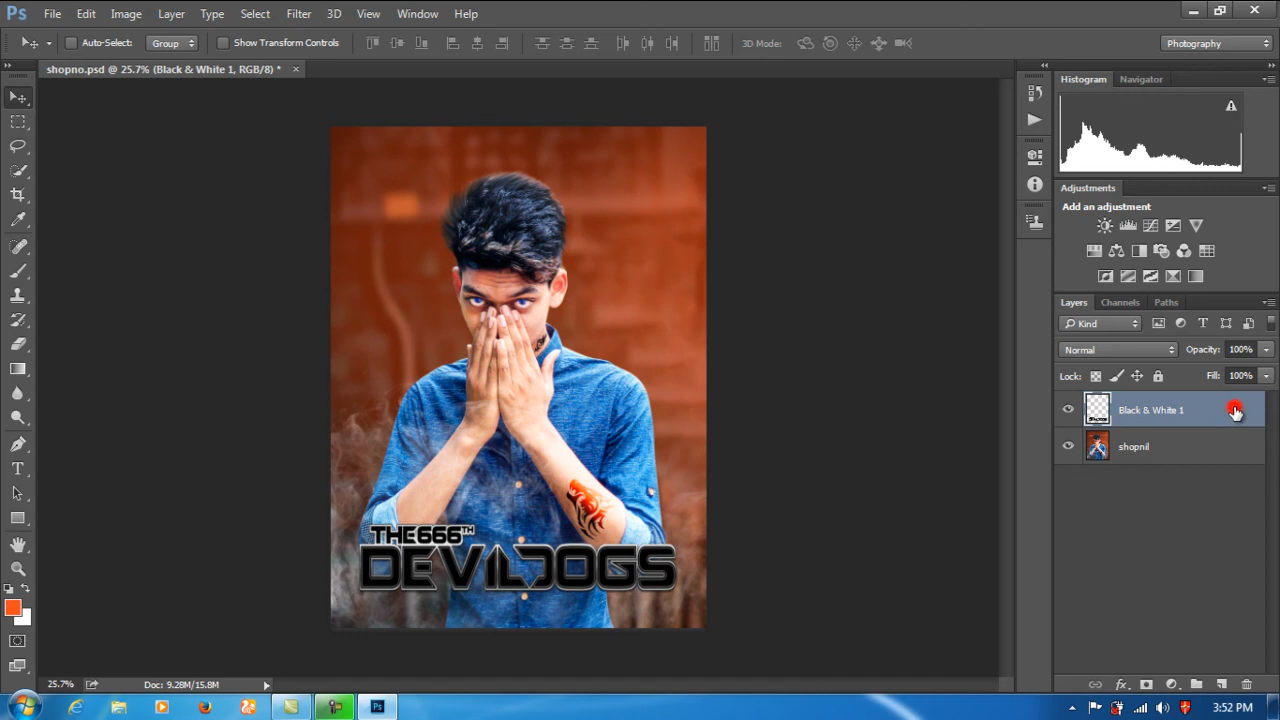 Ps File Edit Image Layer Type Select Filter 3D View Window Help
Auto-Select: Group Show Transform Controls 3D Mode: Photography
shopno.psd @ 25.7% (Black & White 1, RGB/8) * ×
Histogram Navigator
Adjustments
Add an adjustment
Layers Channels Paths
Kind
Normal Opacity: 100%
Lock: Fill: 100%
Black & White 1
shopnil
THE666TH
DEVILDOGS
25.7% Doc: 9.28M/15.8M
Ps 3:52 PM